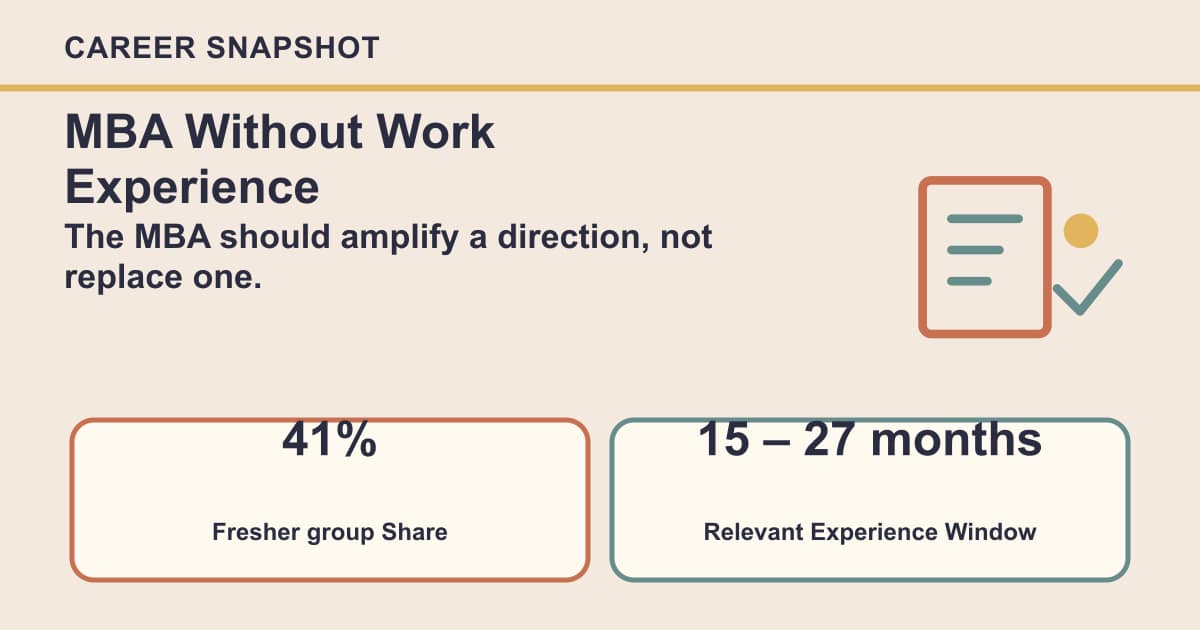 CAREER SNAPSHOT
MBA Without Work
Experience
The MBA should amplify a direction, not
replace one.
41%
Fresher group Share
15 – 27 months
Relevant Experience Window